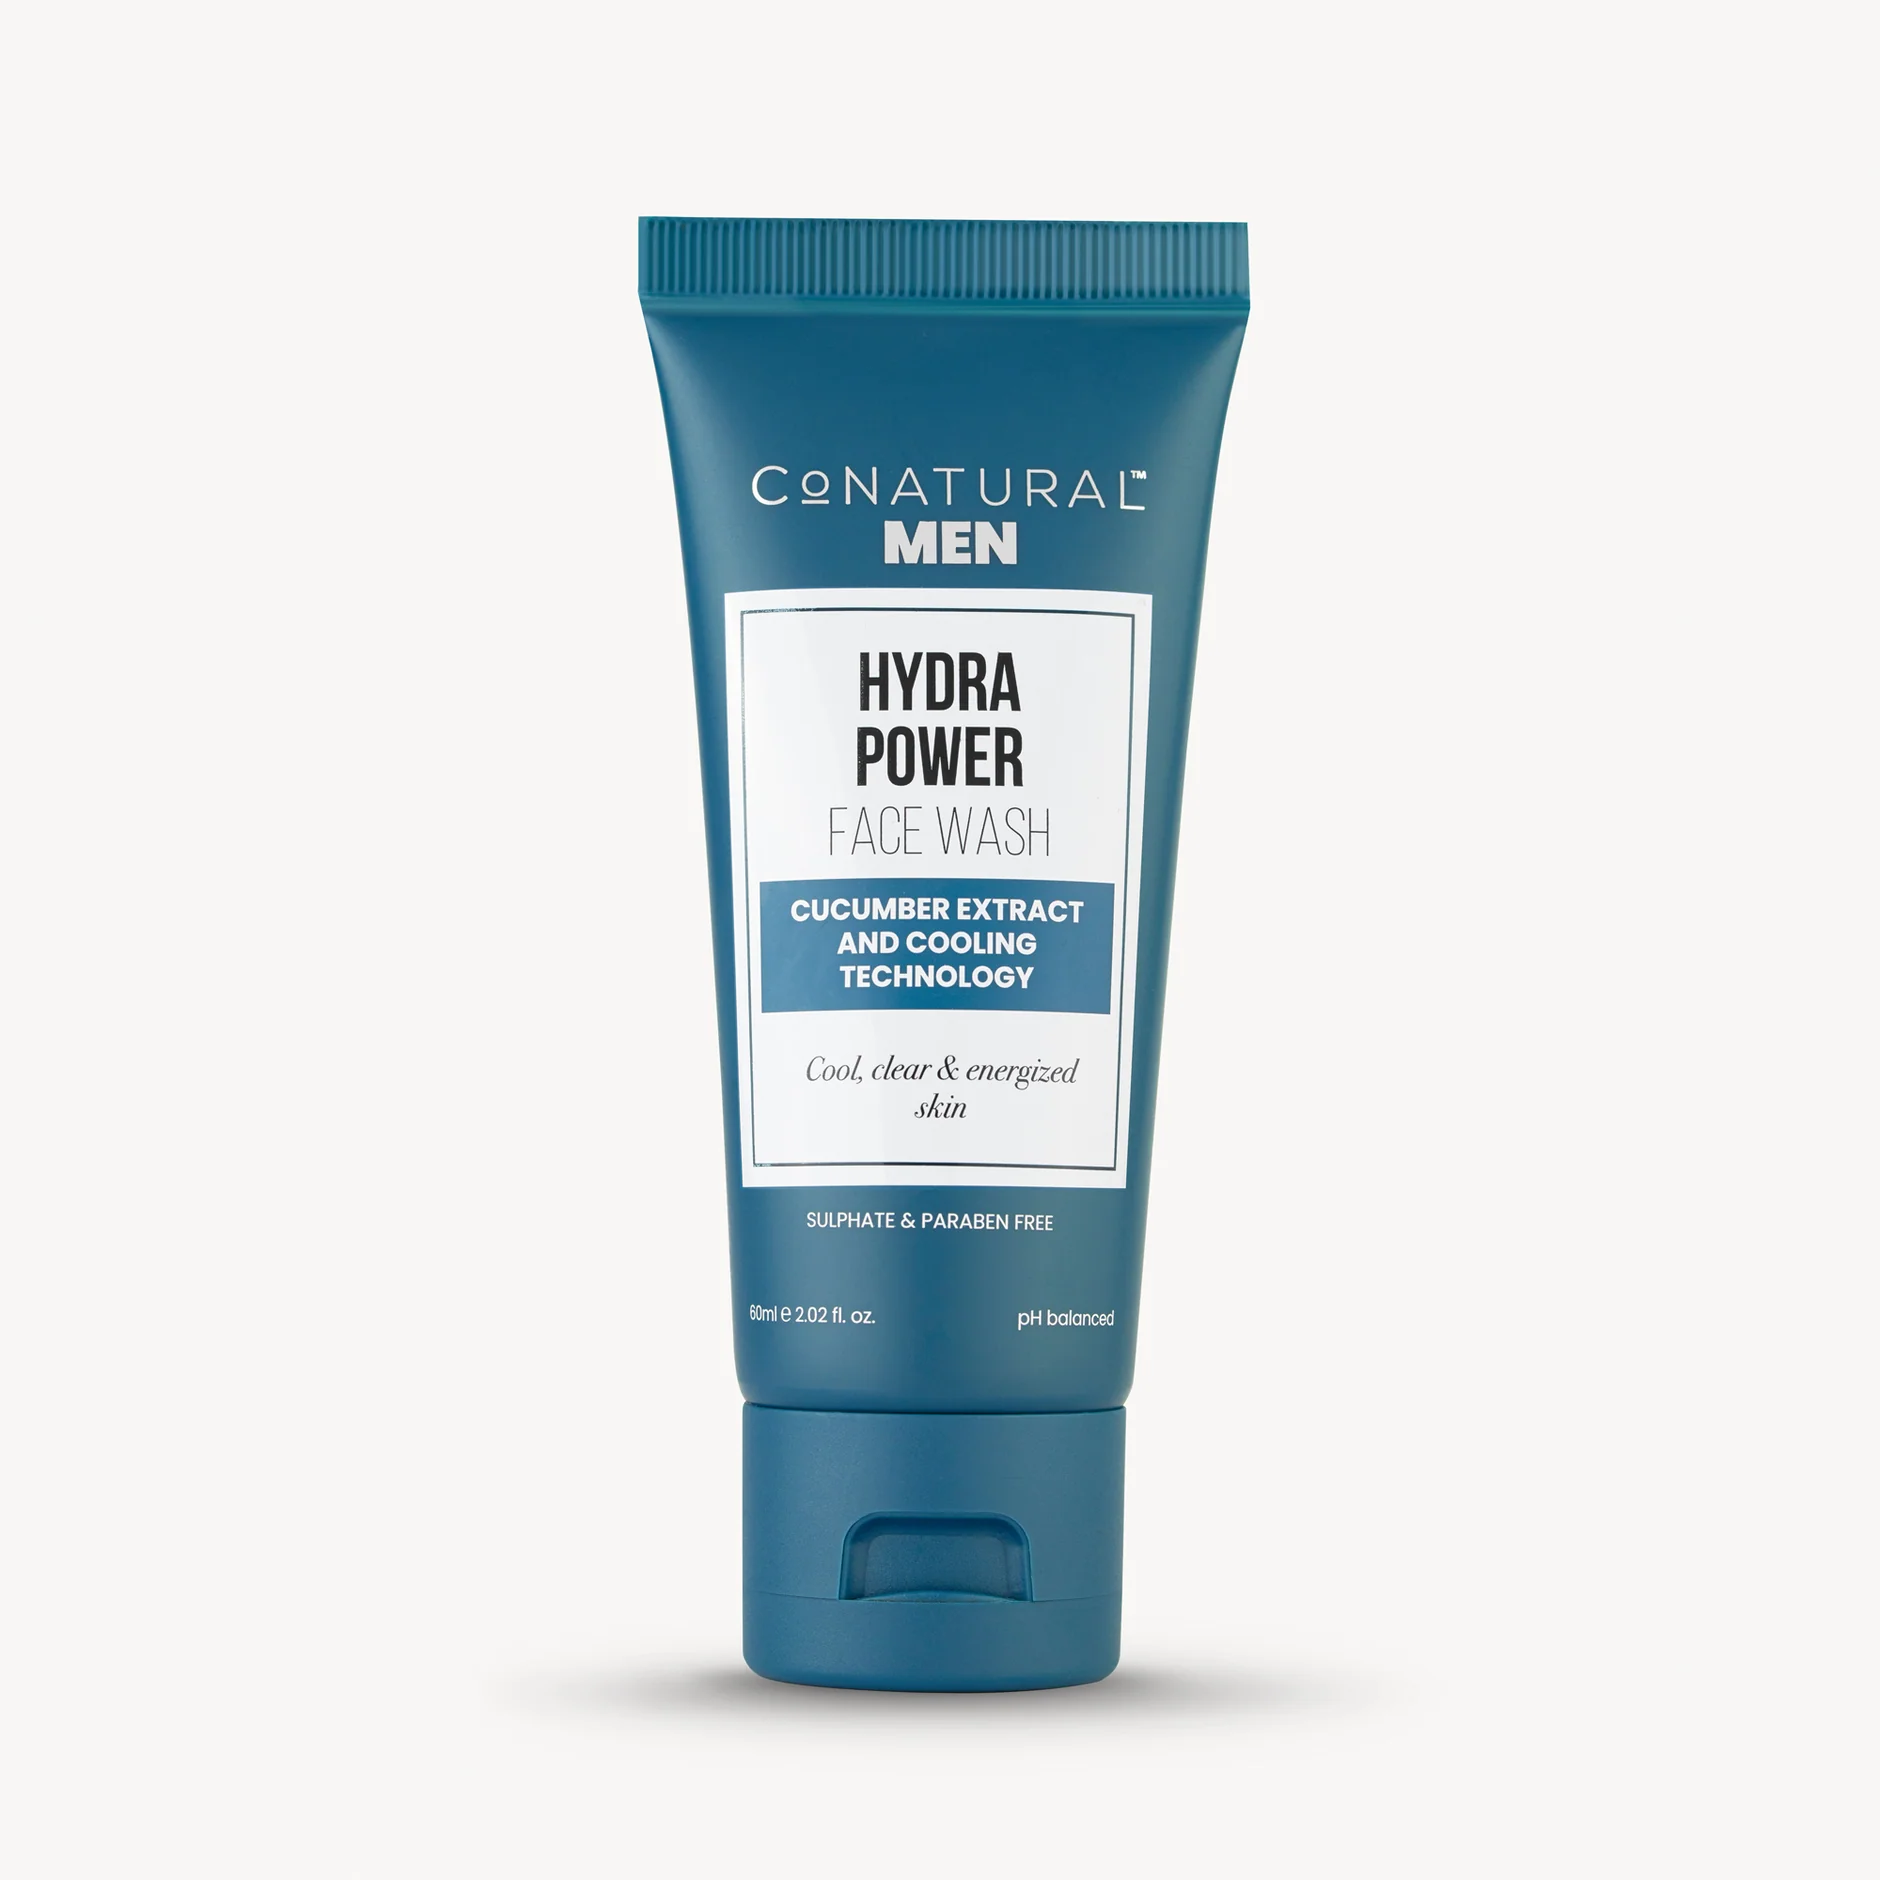 CoNATURAL™
MEN
HYDRA
POWER
FACE WASH
CUCUMBER EXTRACT
AND COOLING
TECHNOLOGY
Cool, clear & energized
skin
SULPHATE & PARABEN FREE
60ml ℮ 2.02 fl. oz.
pH balanced